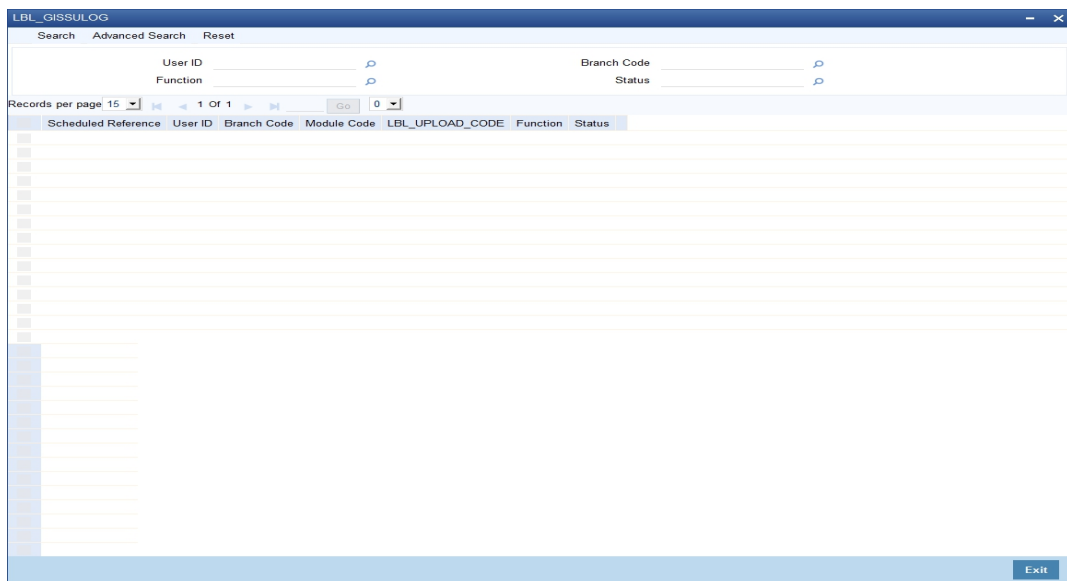 LBL_GISSULOG
Search Advanced Search Reset
User ID Branch Code
Function Status
Records per page 15 1 Of 1 Go 0
Scheduled Reference User ID Branch Code Module Code LBL_UPLOAD_CODE Function Status
Exit